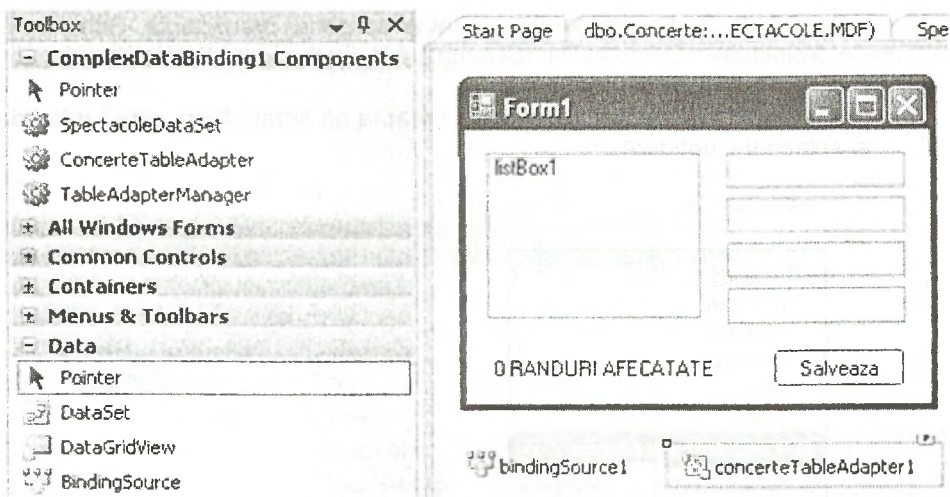 Toolbox
ComplexDataBinding1 Components
Pointer
SpectacoleDataSet
ConcerteTableAdapter
TableAdapterManager
All Windows Forms
Common Controls
Containers
Menus & Toolbars
Data
Pointer
DataSet
DataGridView
BindingSource
Start Page
dbo.Concerte:...ECTACOLE.MDF)
Spe
Form1
listBox1
0 RANDURI AFECATATE
Salveaza
bindingSource1
concerteTableAdapter1